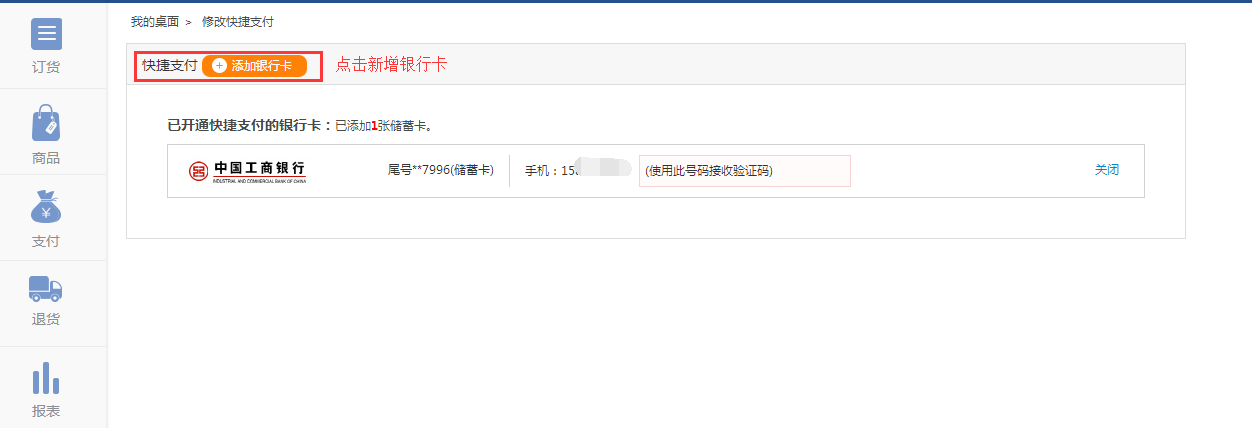 我的桌面 > 修改快捷支付
订货
快捷支付 添加银行卡 点击新增银行卡
商品
已开通快捷支付的银行卡：已添加1张储蓄卡。
中国工商银行
INDUSTRIAL AND COMMERCIAL BANK OF CHINA
尾号**7996(储蓄卡) 手机：15 (使用此号码接收验证码) 关闭
¥
支付
退货
报表